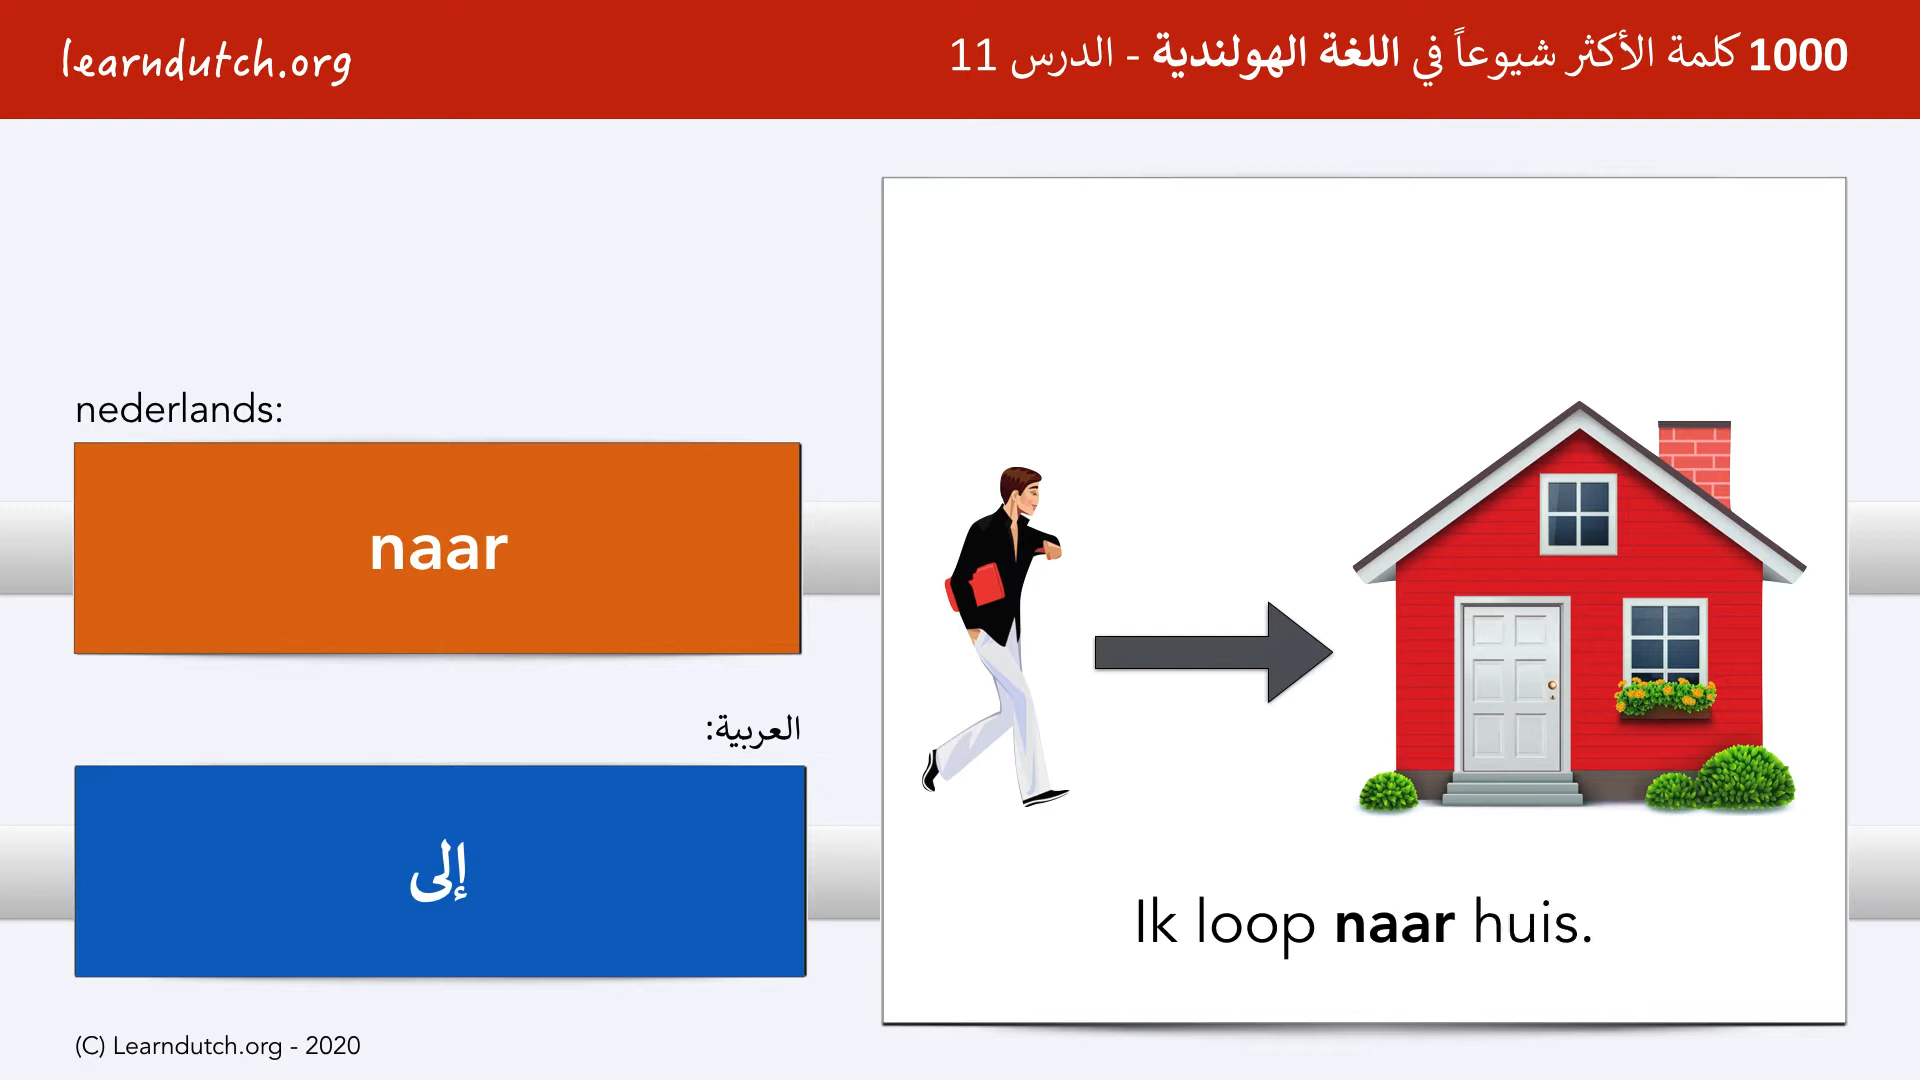 learndutch.org
1000 كلمة الأكثر شيوعاً في اللغة الهولندية - الدرس 11
nederlands:
naar
العربية:
إلى
Ik loop naar huis.
(C) Learndutch.org - 2020